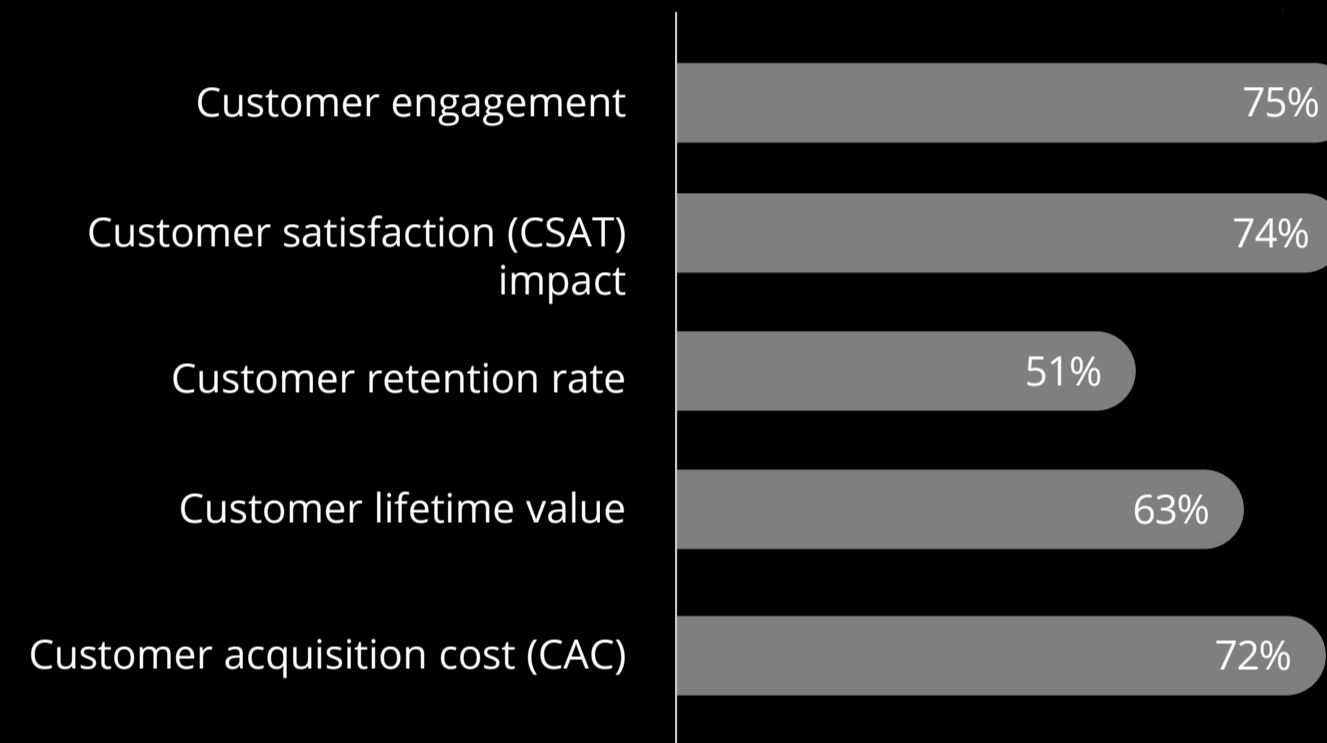 Customer engagement 75%
Customer satisfaction (CSAT) 74%
impact
Customer retention rate 51%
Customer lifetime value 63%
Customer acquisition cost (CAC) 72%